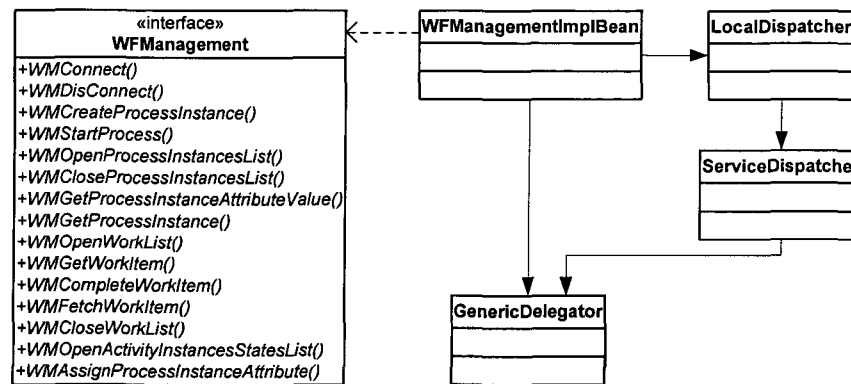 «interface»
WFManagement
+WMConnect()
+WMDisConnect()
+WMCreateProcessInstance()
+WMStartProcess()
+WMOpenProcessInstancesList()
+WMCloseProcessInstancesList()
+WMGetProcessInstanceAttributeValue()
+WMGetProcessInstance()
+WMOpenWorkList()
+WMGetWorkItem()
+WMCompleteWorkItem()
+WMFetchWorkItem()
+WMCloseWorkList()
+WMOpenActivityInstancesStatesList()
+WMAssignProcessInstanceAttribute()
WFManagementImplBean
LocalDispatcher
ServiceDispatcher
GenericDelegator